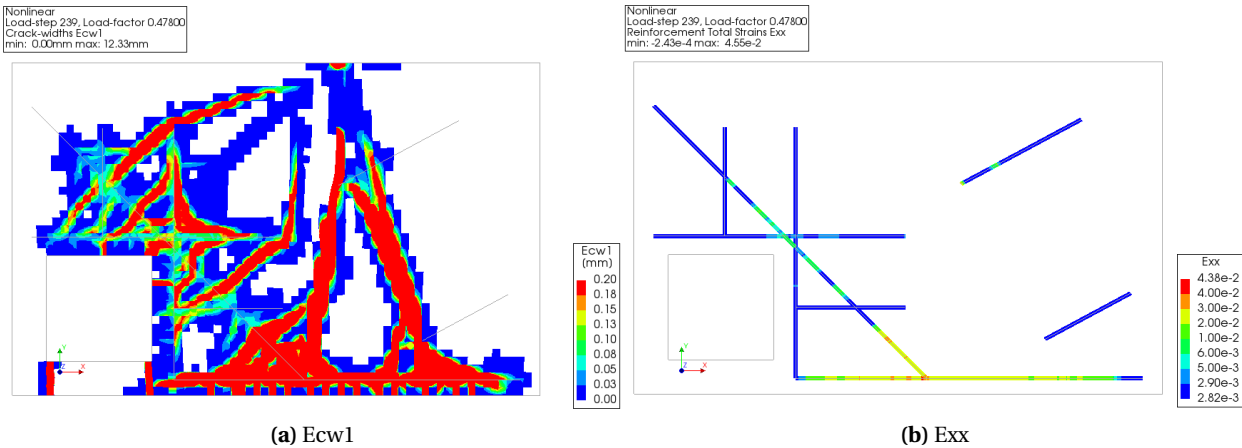 Nonlinear
Load-step 239, Load-factor 0.47800
Crack-widths Ecw1
min: 0.00mm max: 12.33mm
Ecw1
(mm)
0.20
0.18
0.15
0.13
0.10
0.08
0.05
0.03
0.00
Y
Z
X
(a) Ecw1
Nonlinear
Load-step 239, Load-factor 0.47800
Reinforcement Total Strains Exx
min: -2.43e-4 max: 4.55e-2
Exx
4.38e-2
4.00e-2
3.00e-2
2.00e-2
1.00e-2
6.00e-3
5.00e-3
2.90e-3
2.82e-3
Y
Z
X
(b) Exx